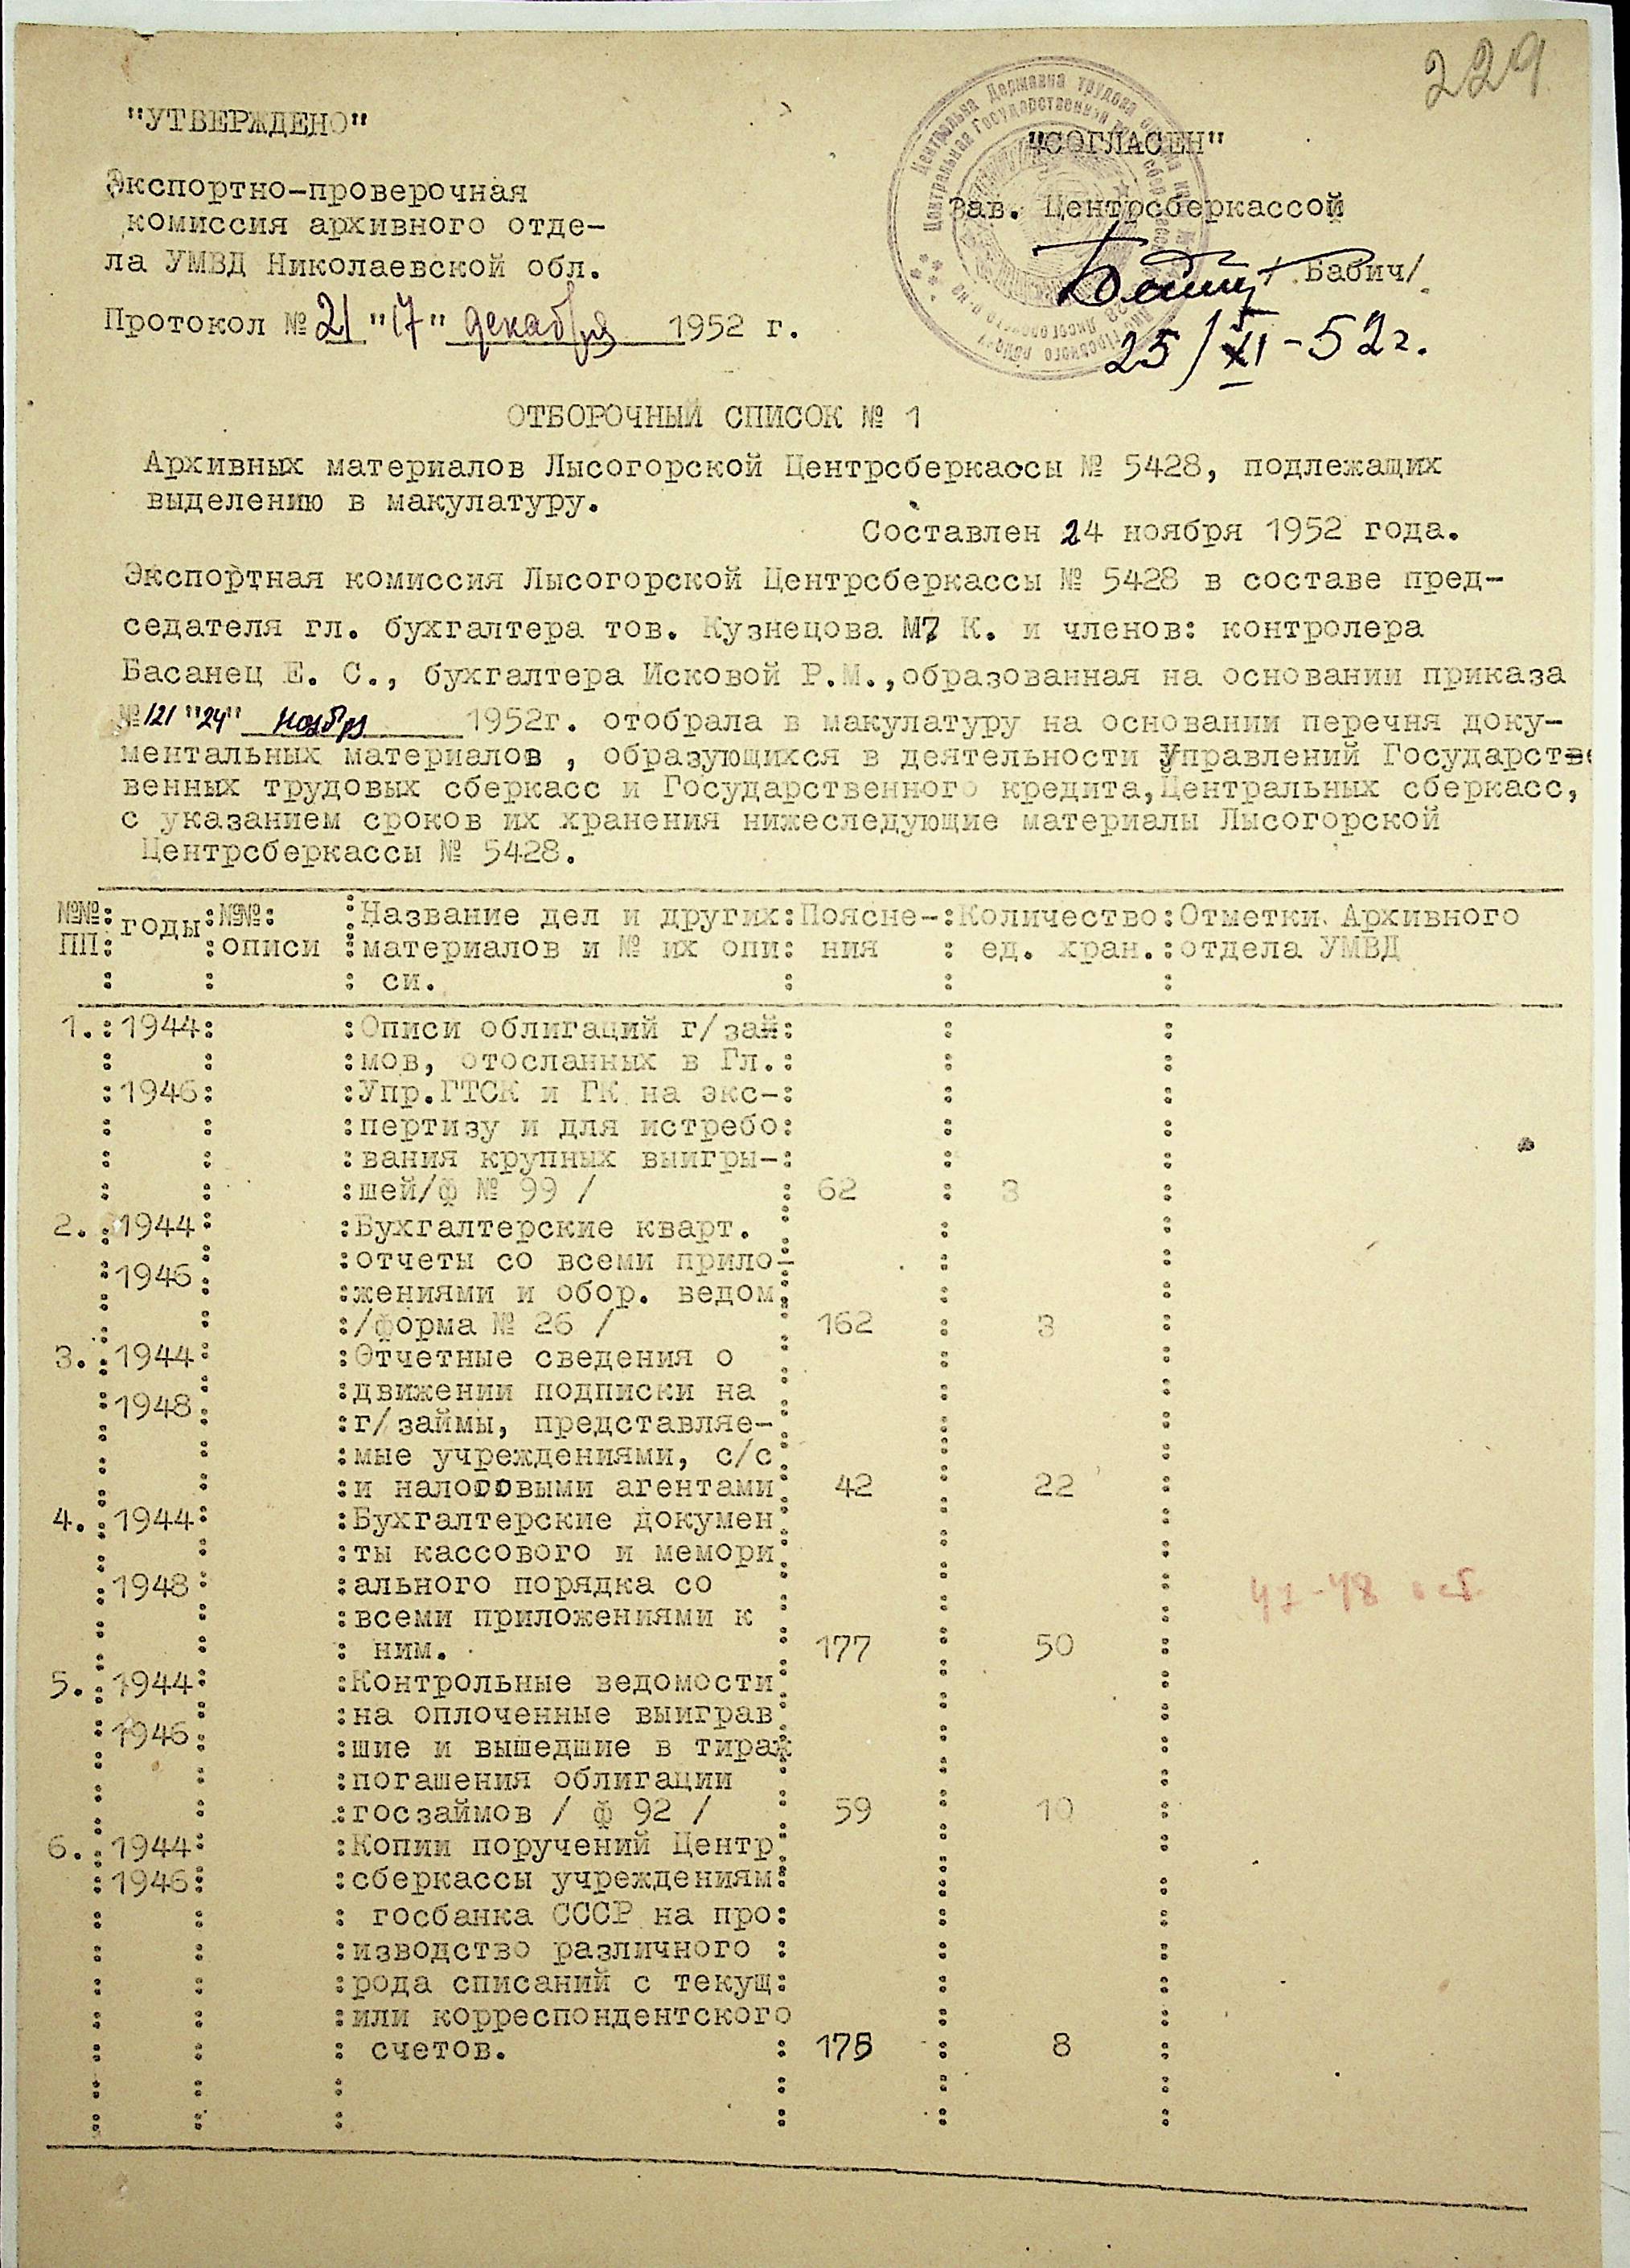 229
"УТВЕРЖДЕНО"
Экспортно-проверочная
комиссия архивного отде-
ла УМВД Николаевской обл.
Протокол № 21 "17" декабря 1952 г.
"СОГЛАСЕН"
Зав. Центрсберкассой
/ Бабич/
25/XI-52г.
ОТБОРОЧНЫЙ СПИСОК № 1
Архивных материалов Лысогорской Центрсберкассы № 5428, подлежащих
выделению в макулатуру.
Составлен 24 ноября 1952 года.
Экспортная комиссия Лысогорской Центрсберкассы № 5428 в составе пред-
седателя гл. бухгалтера тов. Кузнецова М. К. и членов: контролера
Басанец Е. С., бухгалтера Исковой Р.М.,образованная на основании приказа
№ 121 "24" ноября 1952г. отобрала в макулатуру на основании перечня доку-
ментальных материалов , образующихся в деятельности Управлений Государств
венных трудовых сберкасс и Государственного кредита,Центральных сберкасс,
с указанием сроков их хранения нижеследующие материалы Лысогорской
Центрсберкассы № 5428.
№№: годы:№№: :Название дел и других:Поясне-:Количество:Отметки Архивного
ПП: :описи :материалов и № их опи: ния : ед. хран.:отдела УМВД
: : : си. : : :
1.: 1944: :Описи облигаций г/зай: : :
: : :мов, отосланных в Гл.: : :
:1946: :Упр.ГТСК и ГК на экс-: : :
: : :пертизу и для истребо: : :
: : :вания крупных выигры-: : :
: : :шей/ф № 99 / : 62 : 3 :
2. :1944: :Бухгалтерские кварт. : : :
:отчеты со всеми прило-: : :
:1946: :жениями и обор. ведом: : :
: : :/форма № 26 / : 162 : 3 :
3. :1944: :Отчетные сведения о : : :
:движении подписки на : : :
:1948: :г/займы, представляе-: : :
: : :мые учреждениями, с/с: : :
: : :и налоговыми агентами: 42 : 22 :
4. :1944: :Бухгалтерские докумен: : :
: : :ты кассового и мемори: : :
:1948: :ального порядка со : : : 47-48 ост
: : :всеми приложениями к : : :
: : : ним. : 177 : 50 :
5. :1944: :Контрольные ведомости: : :
:на оплоченные выиграв: : :
:1946: :шие и вышедшие в тираж : :
: : :погашения облигации : : :
: : :госзаймов / ф 92 / : 59 : 10 :
6. :1944: :Копии поручений Центр: : :
:1946: :сберкассы учреждениям: : :
: : : госбанка СССР на про: : :
: : :изводство различного : : :
: : :рода списаний с текущ: : :
: : :или корреспондентского : :
: : : счетов. : 175 : 8 :